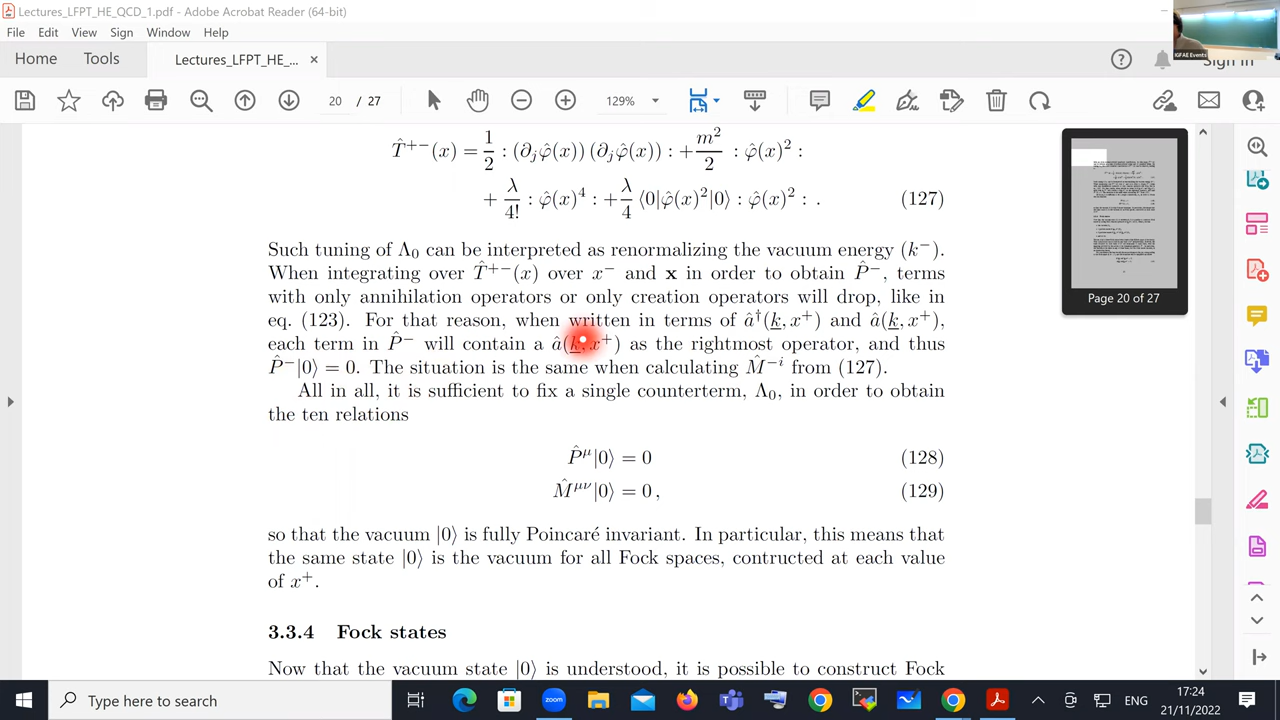 Lectures_LFPT_HE_QCD_1.pdf - Adobe Acrobat Reader (64-bit)
File Edit View Sign Window Help
Home Tools Lectures_LFPT_HE_... × Sign In
IGFAE Events
20 / 27 129%
T̂⁺⁻(x) = 1/2 : (∂ⱼφ̂(x)) (∂ⱼφ̂(x)) : + m²/2 : φ̂(x)² :
+ λ/4! : φ̂(x)⁴ : + λ/4 ⟨0|φ̂(x)²|0⟩ : φ̂(x)² : . (127)
Such tuning of Λ₀ can be interpreted as renormalizing the vacuum energy (k⁻).
When integrating over T̂⁺⁻(x) over x⁻ and x in order to obtain P̂⁻, terms
with only annihilation operators or only creation operators will drop, like in
eq. (123). For that reason, when written in terms of â†(k, x⁺) and â(k, x⁺),
each term in P̂⁻ will contain a â(k, x⁺) as the rightmost operator, and thus
P̂⁻|0⟩ = 0. The situation is the same when calculating M̂⁻ⁱ from (127).
All in all, it is sufficient to fix a single counterterm, Λ₀, in order to obtain
the ten relations
P̂^μ|0⟩ = 0 (128)
M̂^μν|0⟩ = 0 , (129)
so that the vacuum |0⟩ is fully Poincaré invariant. In particular, this means that
the same state |0⟩ is the vacuum for all Fock spaces, contructed at each value
of x⁺.
3.3.4 Fock states
Now that the vacuum state |0⟩ is understood, it is possible to construct Fock
Page 20 of 27
Type here to search
zoom
ENG
17:24
21/11/2022